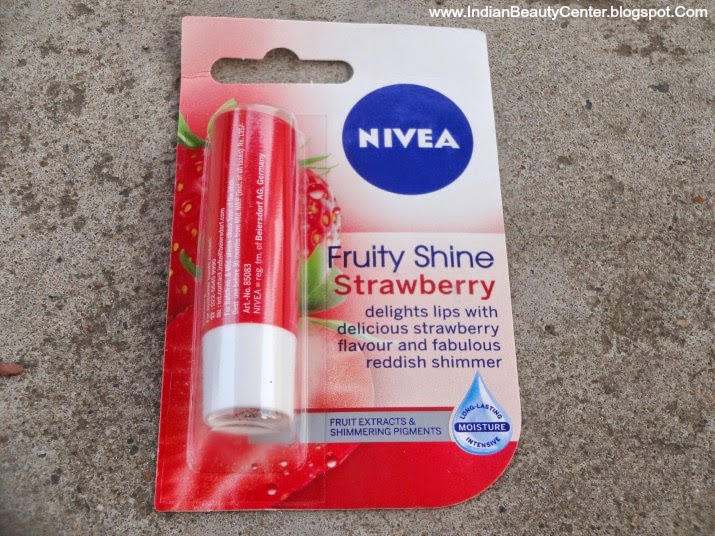 www.IndianBeautyCenter.blogspot.Com
NIVEA
Fruity Shine
Strawberry
delights lips with
delicious strawberry
flavour and fabulous
reddish shimmer
FRUIT EXTRACTS &
SHIMMERING PIGMENTS
LONG-LASTING
MOISTURE
INTENSIVE
Art.-No. 85083
NIVEA = reg. tm. of Beiersdorf AG, Germany